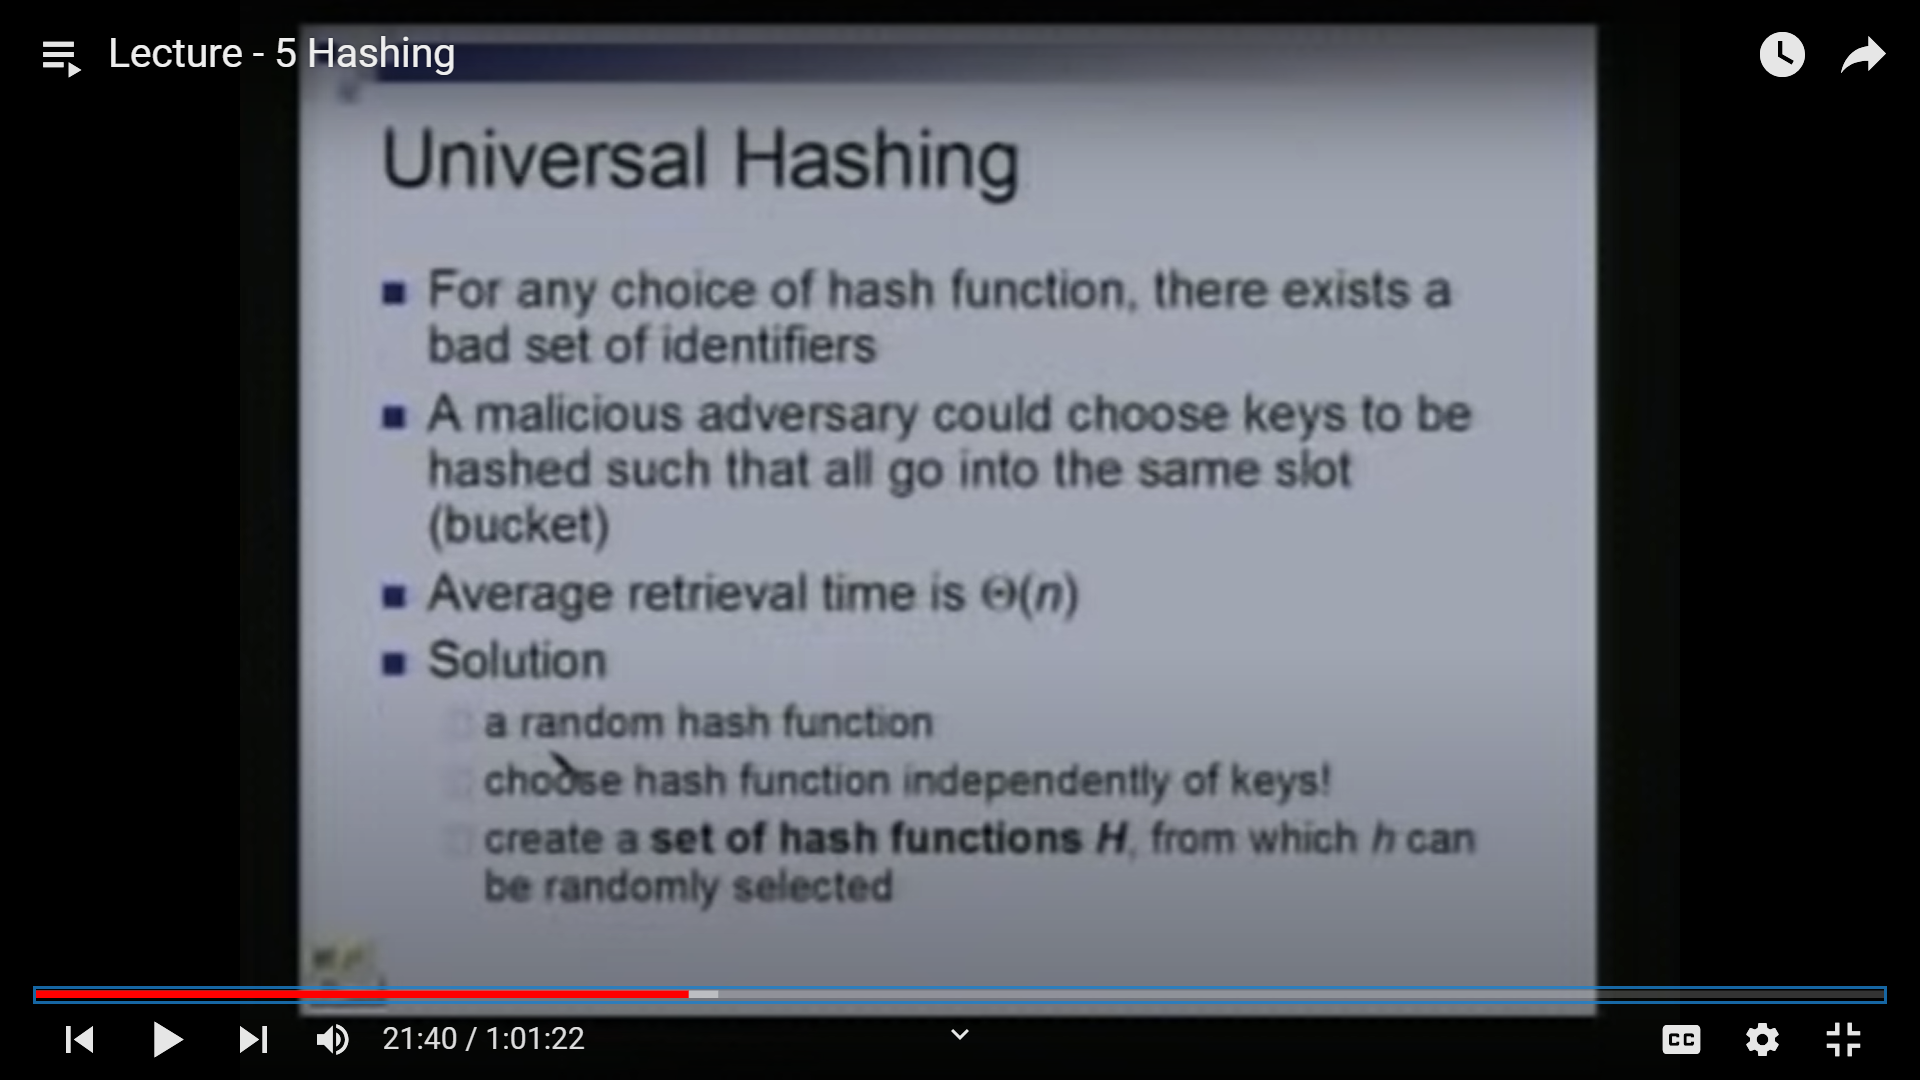 Lecture - 5 Hashing
Universal Hashing
For any choice of hash function, there exists a
bad set of identifiers
A malicious adversary could choose keys to be
hashed such that all go into the same slot
(bucket)
Average retrieval time is Θ(n)
Solution
a random hash function
choose hash function independently of keys!
create a set of hash functions H, from which h can
be randomly selected
21:40 / 1:01:22
CC